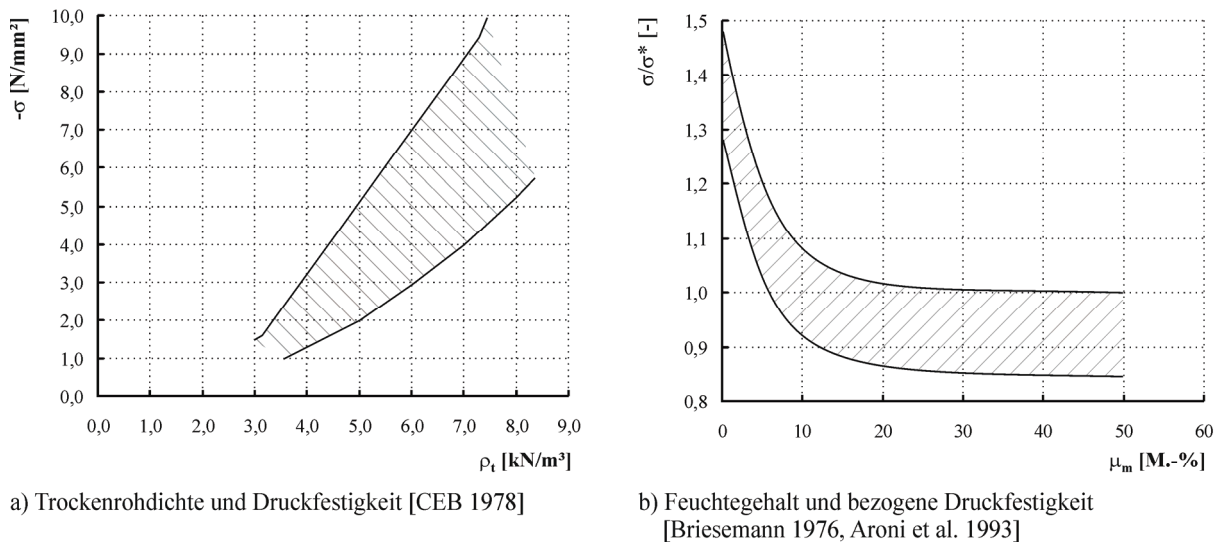 -σ [N/mm²]
10,0
9,0
8,0
7,0
6,0
5,0
4,0
3,0
2,0
1,0
0,0
0,0 1,0 2,0 3,0 4,0 5,0 6,0 7,0 8,0 9,0
ρt [kN/m³]
a) Trockenrohdichte und Druckfestigkeit [CEB 1978]
σ/σ* [-]
1,5
1,4
1,3
1,2
1,1
1,0
0,9
0,8
0 10 20 30 40 50 60
μm [M.-%]
b) Feuchtegehalt und bezogene Druckfestigkeit
[Briesemann 1976, Aroni et al. 1993]